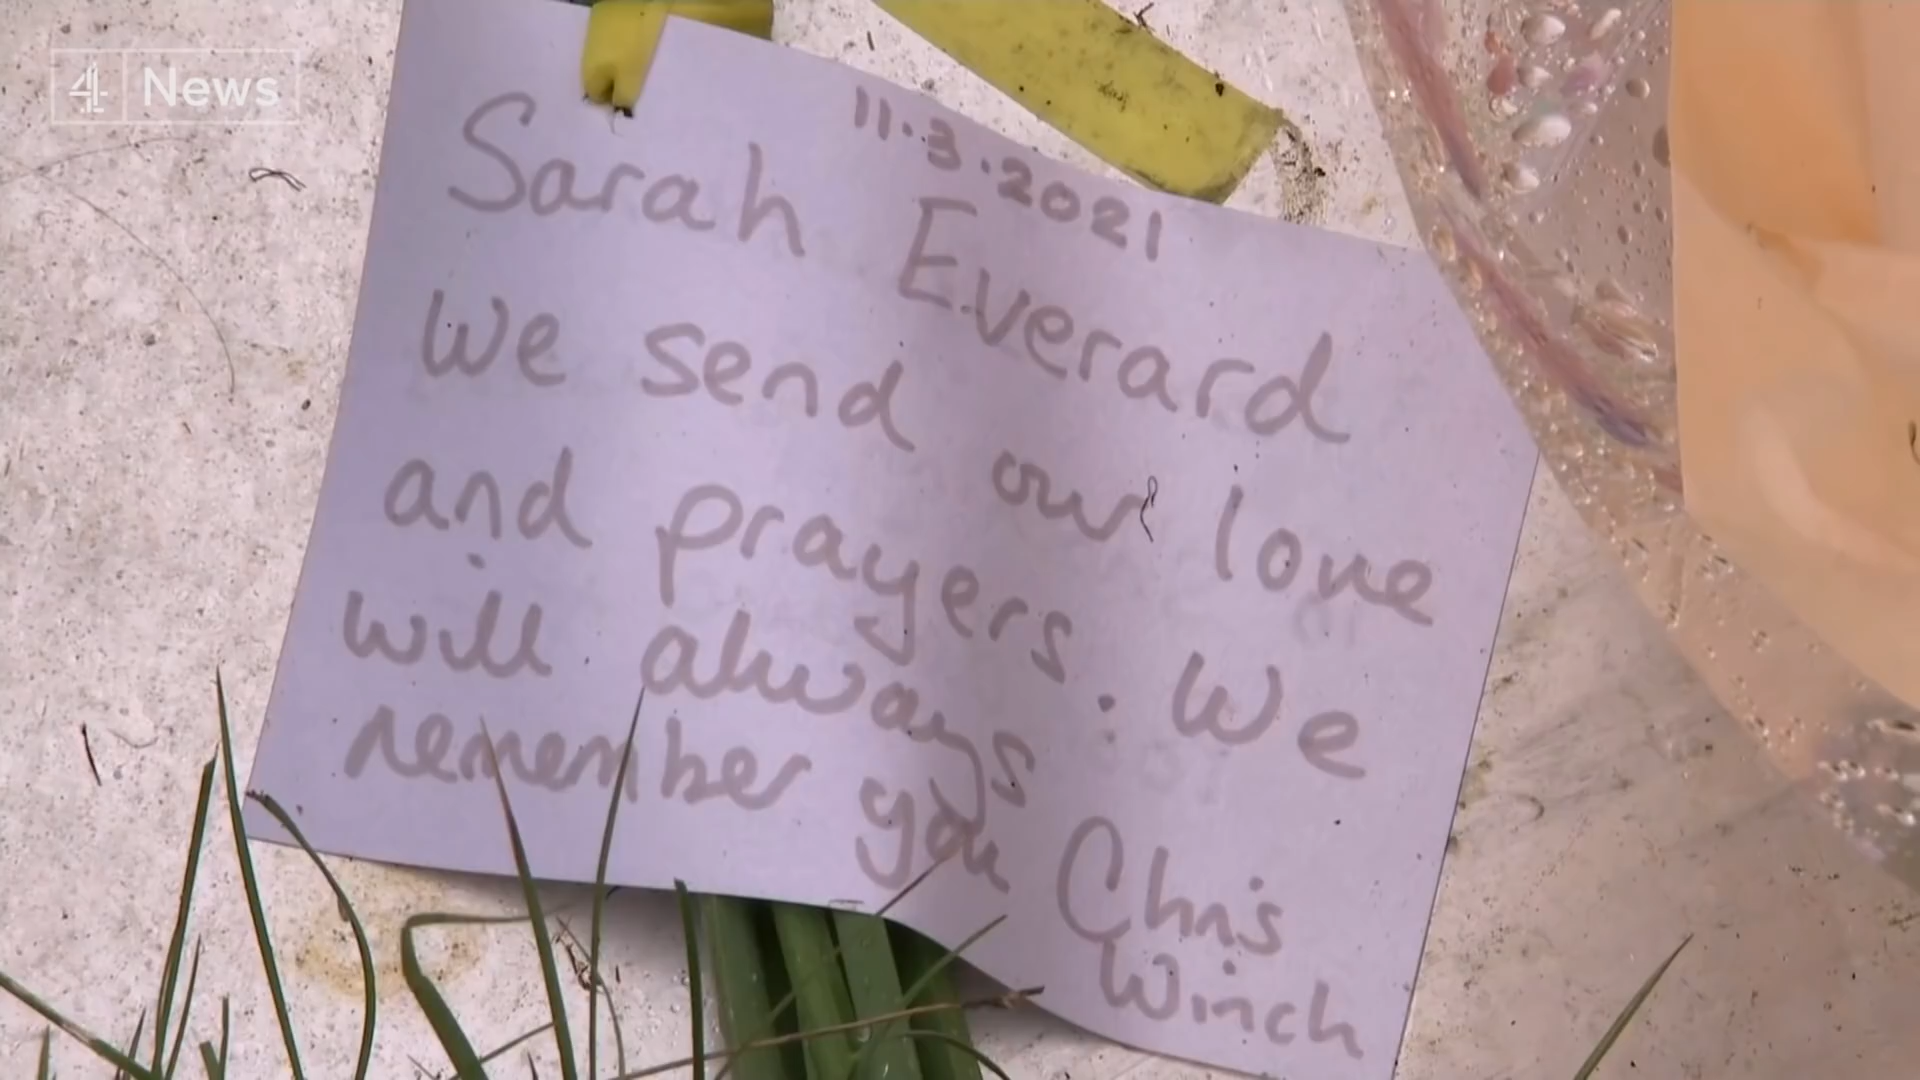 4 News
11.3.2021
Sarah Everard
We send our love
and prayers. We
will always
remember you Chris
Winch